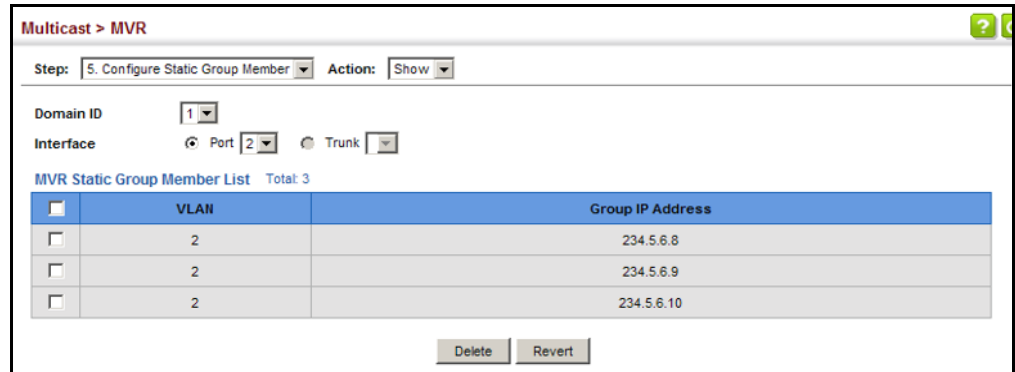 Multicast > MVR
?
Step: 5. Configure Static Group Member Action: Show
Domain ID 1
Interface Port 2 Trunk
MVR Static Group Member List Total: 3
VLAN Group IP Address
2 234.5.6.8
2 234.5.6.9
2 234.5.6.10
Delete Revert